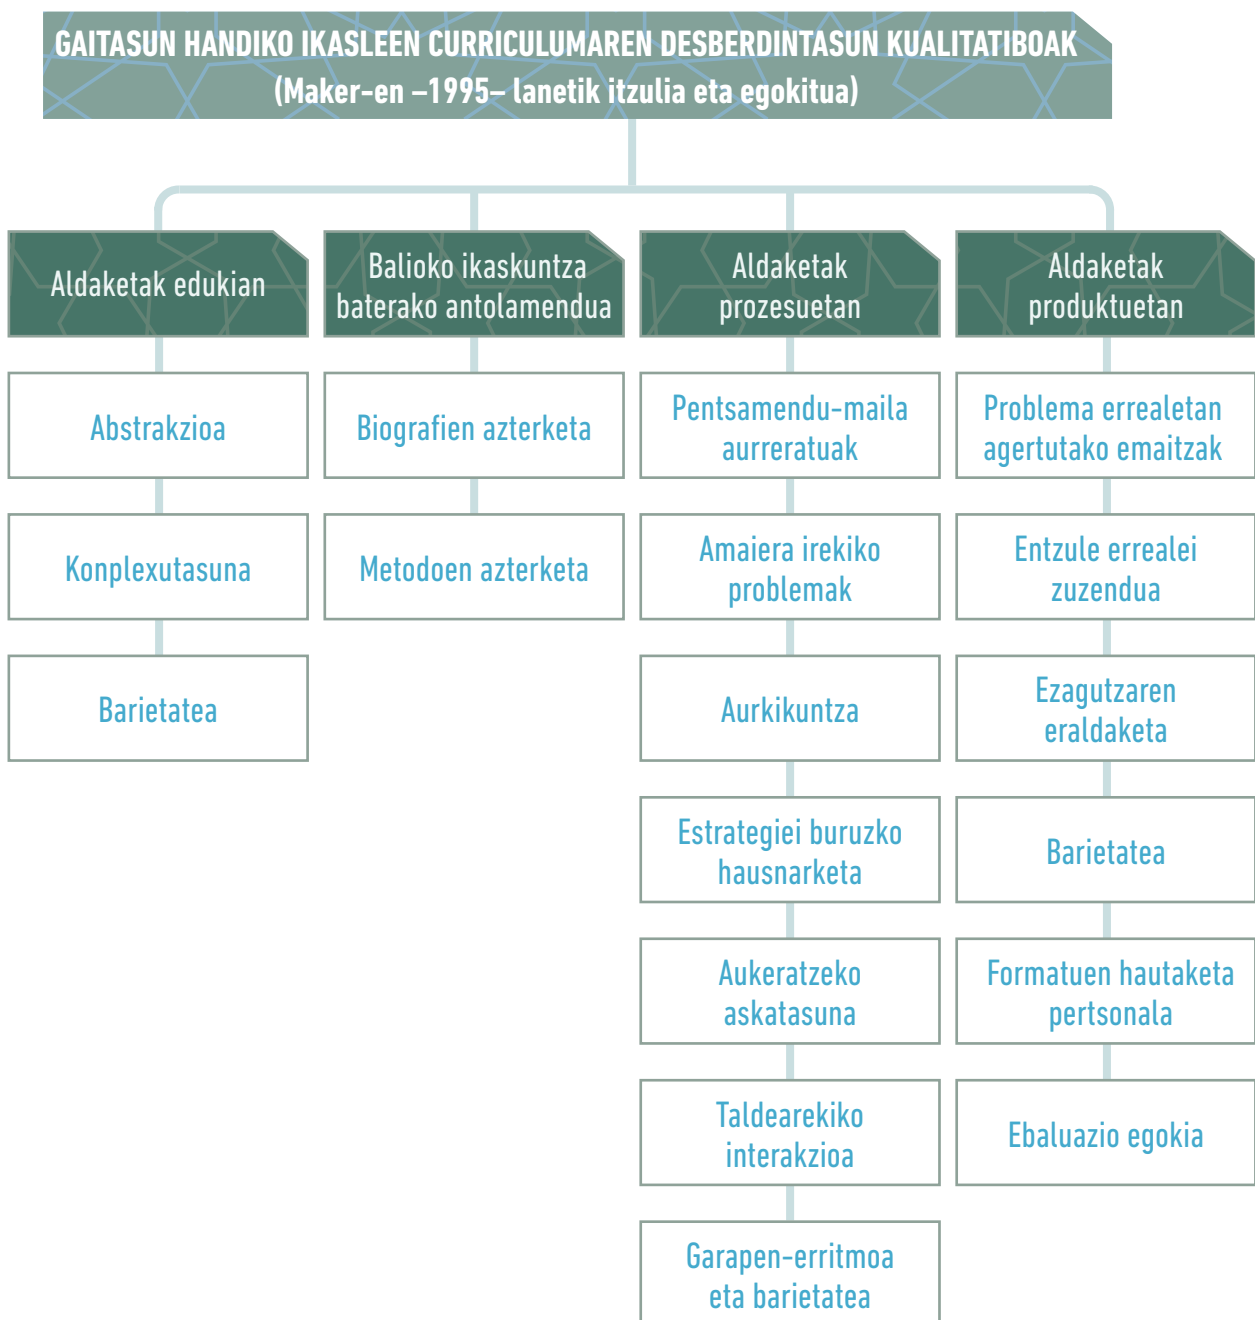 GAITASUN HANDIKO IKASLEEN CURRICULUMAREN DESBERDINTASUN KUALITATIBOAK
(Maker-en –1995– lanetik itzulia eta egokitua)
Aldaketak edukian
Abstrakzioa
Konplexutasuna
Barietatea
Balioko ikaskuntza
baterako antolamendua
Biografien azterketa
Metodoen azterketa
Aldaketak
prozesuetan
Pentsamendu-maila
aurreratuak
Amaiera irekiko
problemak
Aurkikuntza
Estrategiei buruzko
hausnarketa
Aukeratzeko
askatasuna
Taldearekiko
interakzioa
Garapen-erritmoa
eta barietatea
Aldaketak
produktuetan
Problema errealetan
agertutako emaitzak
Entzule errealei
zuzendua
Ezagutzaren
eraldaketa
Barietatea
Formatuen hautaketa
pertsonala
Ebaluazio egokia